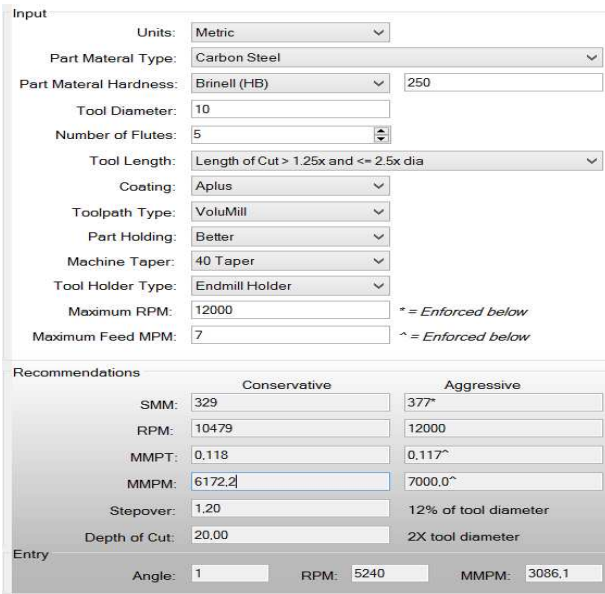 Input
Units: Metric
Part Materal Type: Carbon Steel
Part Materal Hardness: Brinell (HB) 250
Tool Diameter: 10
Number of Flutes: 5
Tool Length: Length of Cut > 1.25x and <= 2.5x dia
Coating: Aplus
Toolpath Type: VoluMill
Part Holding: Better
Machine Taper: 40 Taper
Tool Holder Type: Endmill Holder
Maximum RPM: 12000 * = Enforced below
Maximum Feed MPM: 7 ^ = Enforced below
Recommendations
Conservative Aggressive
SMM: 329 377*
RPM: 10479 12000
MMPT: 0,118 0,117^
MMPM: 6172,2 7000,0^
Stepover: 1,20 12% of tool diameter
Depth of Cut: 20,00 2X tool diameter
Entry
Angle: 1 RPM: 5240 MMPM: 3086,1